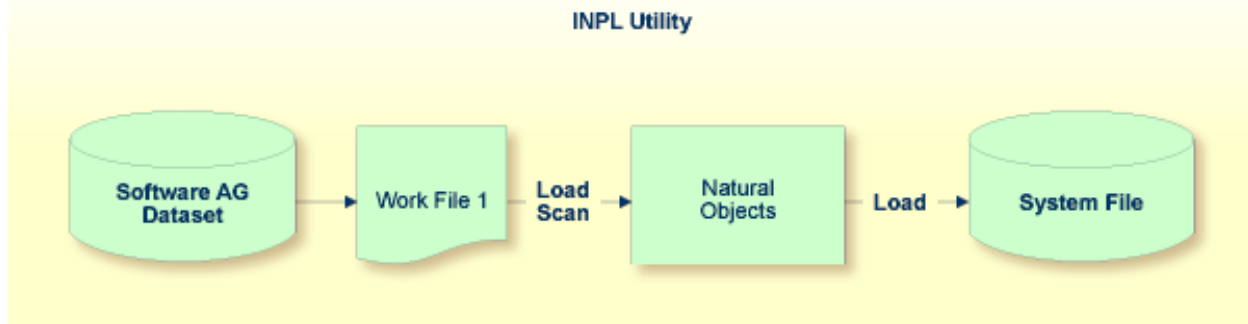 INPL Utility
Software AG
Dataset
Work File 1
Load
Scan
Natural
Objects
Load
System File